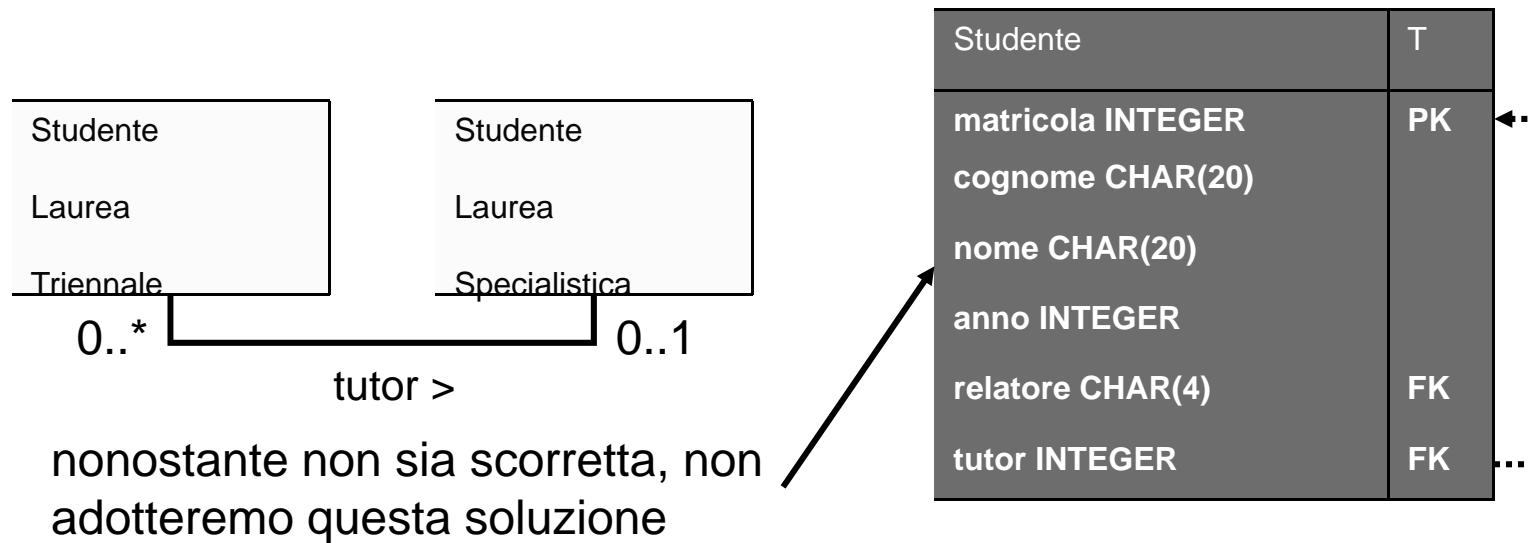 Studente
Laurea
Triennale
Studente
Laurea
Specialistica
0..*
0..1
tutor >
nonostante non sia scorretta, non
adotteremo questa soluzione
Studente T
matricola INTEGER PK
cognome CHAR(20)
nome CHAR(20)
anno INTEGER
relatore CHAR(4) FK
tutor INTEGER FK